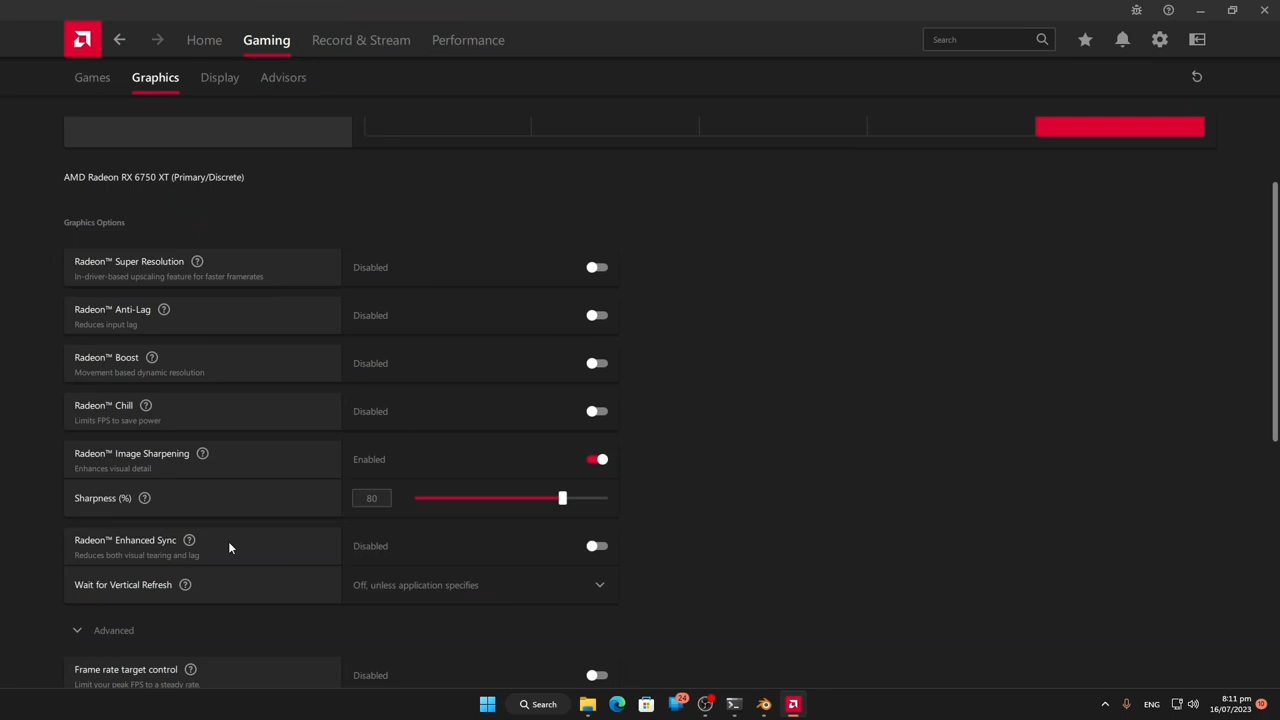 Home
Gaming
Record & Stream
Performance
Search
Games
Graphics
Display
Advisors
AMD Radeon RX 6750 XT (Primary/Discrete)
Graphics Options
Radeon™ Super Resolution
In-driver-based upscaling feature for faster framerates
Disabled
Radeon™ Anti-Lag
Reduces input lag
Disabled
Radeon™ Boost
Movement based dynamic resolution
Disabled
Radeon™ Chill
Limits FPS to save power
Disabled
Radeon™ Image Sharpening
Enhances visual detail
Enabled
Sharpness (%)
80
Radeon™ Enhanced Sync
Reduces both visual tearing and lag
Disabled
Wait for Vertical Refresh
Off, unless application specifies
Advanced
Frame rate target control
Limit your peak FPS to a steady rate.
Disabled
Search
24
ENG
8:11 pm
16/07/2023
10